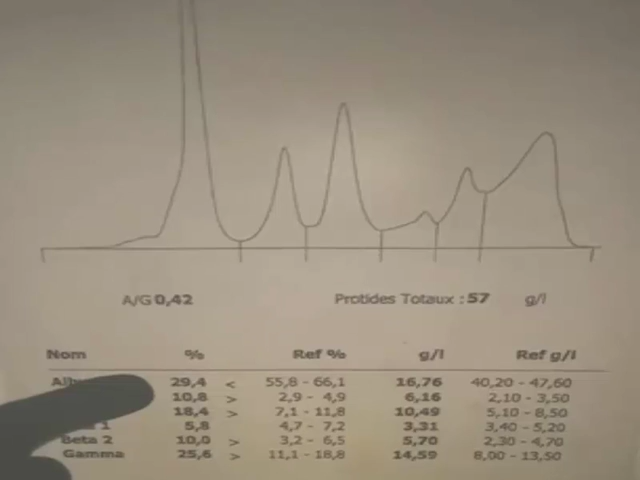 A/G 0,42 Protides Totaux : 57 g/l
Nom % Ref % g/l Ref g/l
29,4 < 55,8 - 66,1 16,76 40,20 - 47,60
10,8 > 2,9 - 4,9 6,16 2,10 - 3,50
18,4 > 7,1 - 11,8 10,49 5,10 - 8,50
1 5,8 4,7 - 7,2 3,31 3,40 - 5,20
Beta 2 10,0 > 3,2 - 6,5 5,70 2,30 - 4,70
Gamma 25,6 > 11,1 - 18,8 14,59 8,00 - 13,50